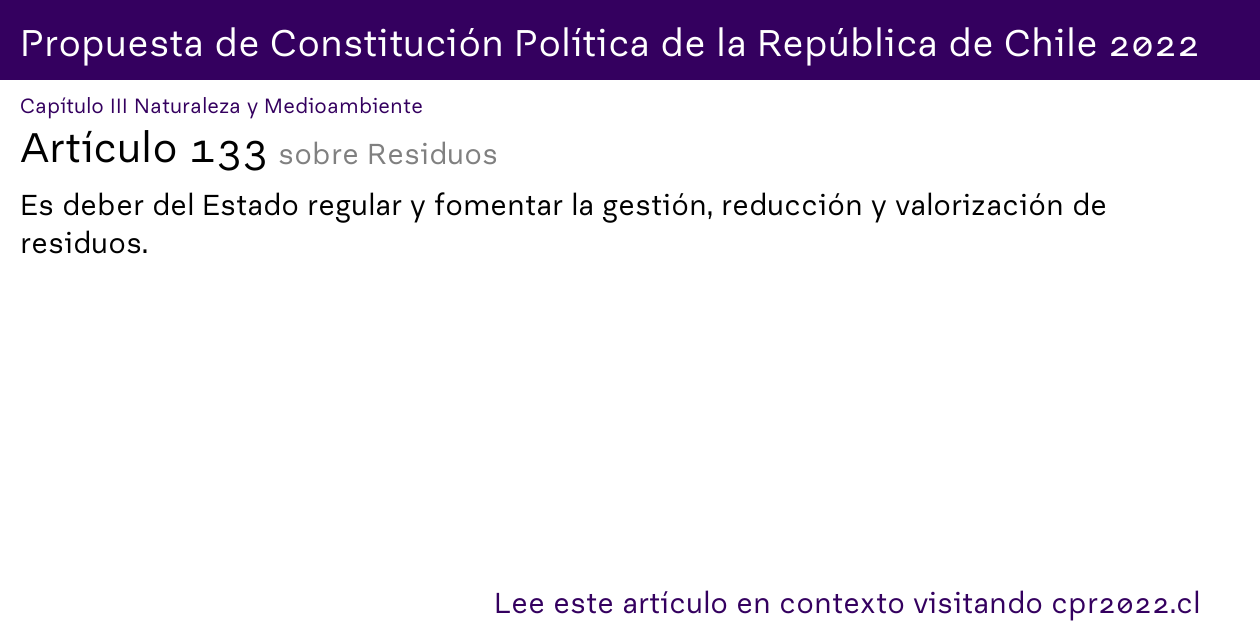 Propuesta de Constitución Política de la República de Chile 2022
Capítulo III Naturaleza y Medioambiente
Artículo 133 sobre Residuos
Es deber del Estado regular y fomentar la gestión, reducción y valorización de
residuos.
Lee este artículo en contexto visitando cpr2022.cl